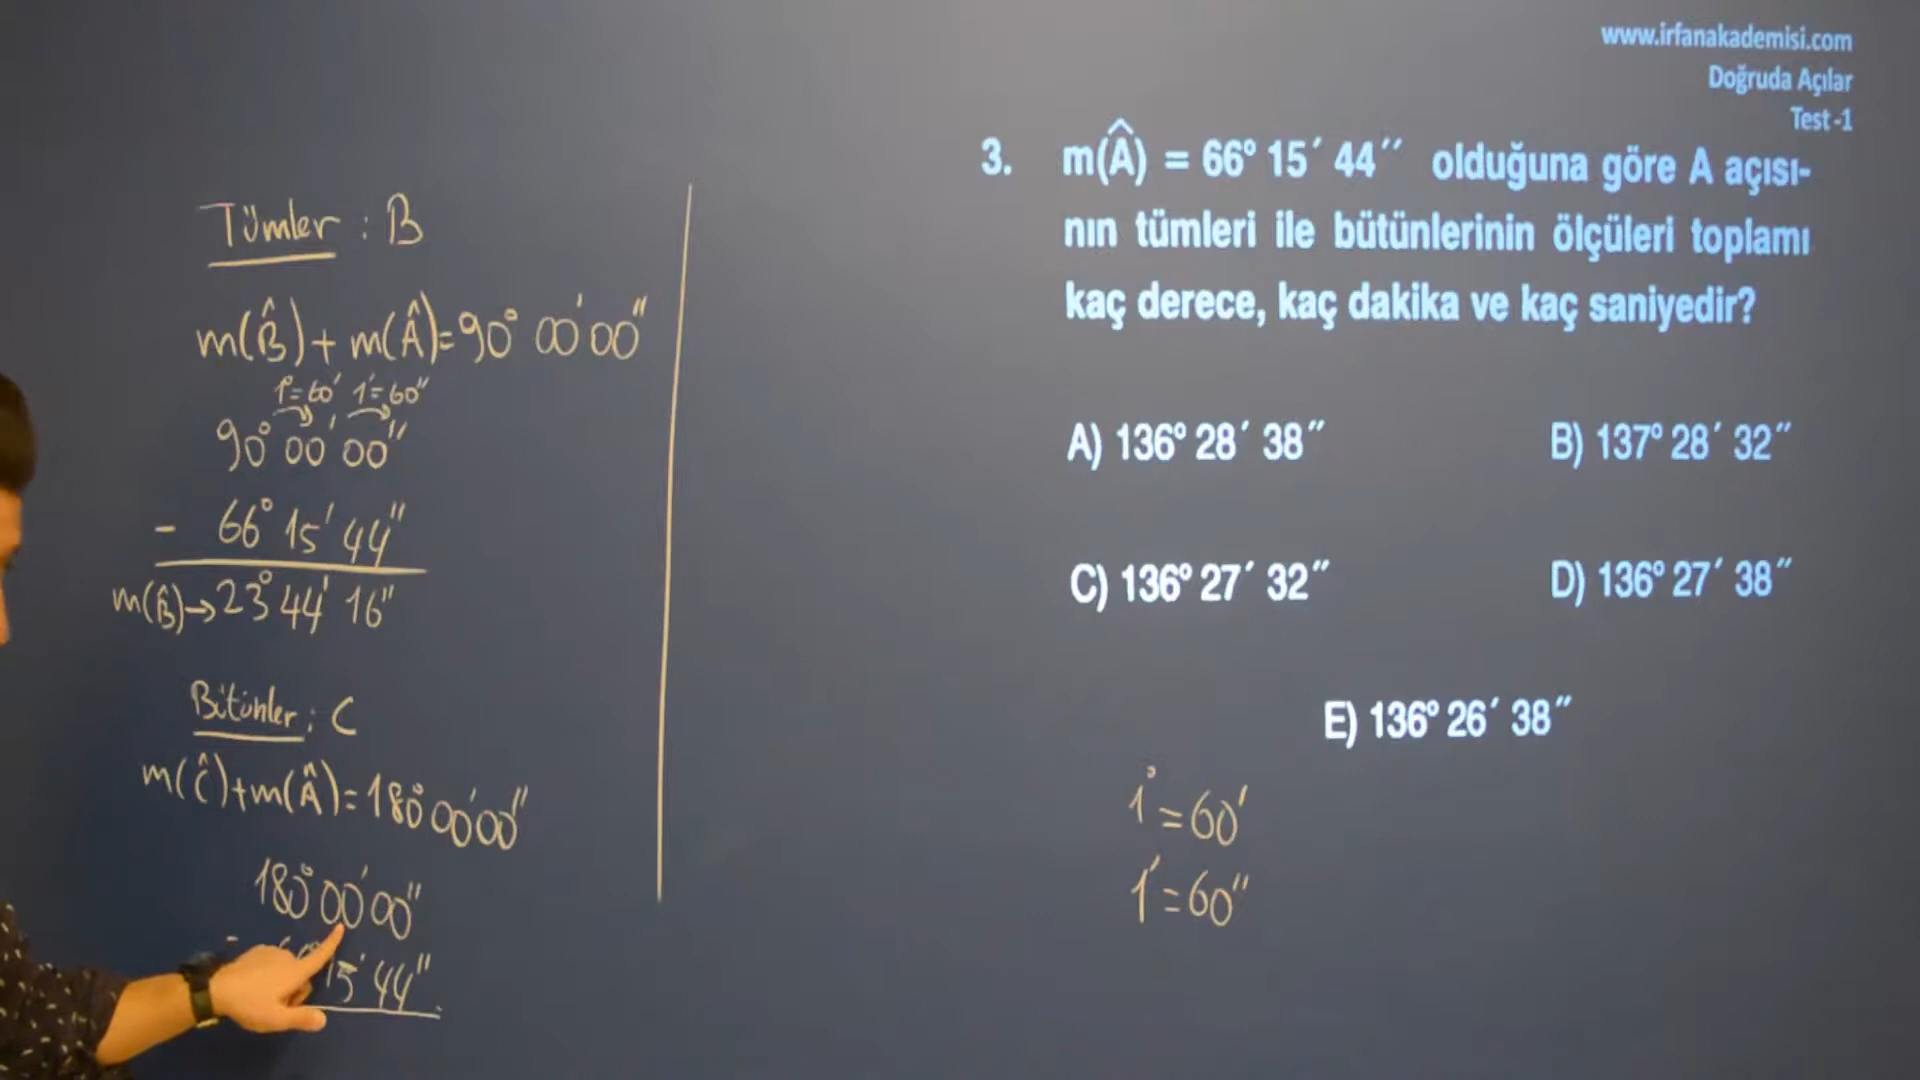 www.irfanakademisi.com
Doğruda Açılar
Test -1
3. m(Â) = 66° 15′ 44″ olduğuna göre A açısı-
nın tümleri ile bütünlerinin ölçüleri toplamı
kaç derece, kaç dakika ve kaç saniyedir?
A) 136° 28′ 38″
B) 137° 28′ 32″
C) 136° 27′ 32″
D) 136° 27′ 38″
E) 136° 26′ 38″
1° = 60′
1′ = 60″
Tümler : B
m(B̂) + m(Â) = 90° 00′ 00″
1° = 60′ 1′ = 60″
90° 00′ 00″
- 66° 15′ 44″
m(B̂) → 23° 44′ 16″
Bütünler : C
m(Ĉ) + m(Â) = 180° 00′ 00″
180° 00′ 00″
15′ 44″